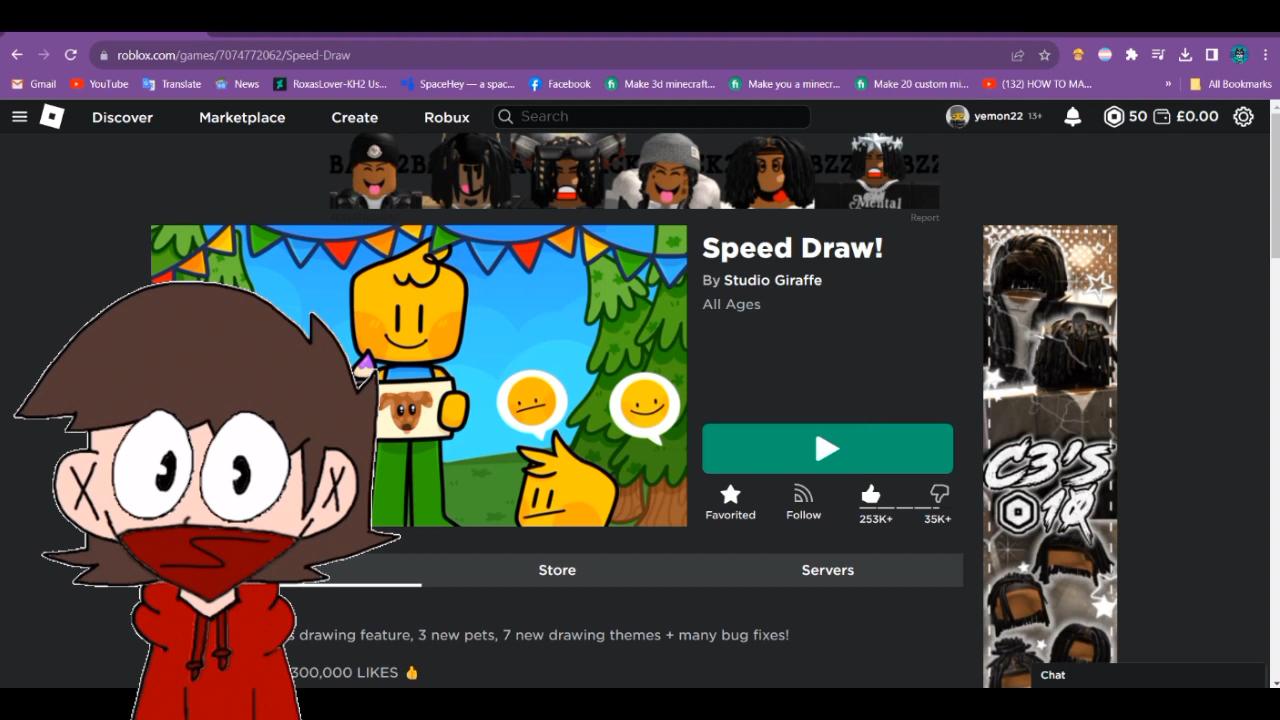 roblox.com/games/7074772062/Speed-Draw
Gmail YouTube Translate News RoxasLover-KH2 Us... SpaceHey — a spac... Facebook Make 3d minecraft... Make you a minecr... Make 20 custom mi... (132) HOW TO MA... » All Bookmarks
Discover Marketplace Create Robux Search yemon22 13+ 50 £0.00
Mental
Report
Speed Draw!
By Studio Giraffe
All Ages
Favorited Follow 253K+ 35K+
C3'S
Store Servers
drawing feature, 3 new pets, 7 new drawing themes + many bug fixes!
300,000 LIKES 👍
Chat